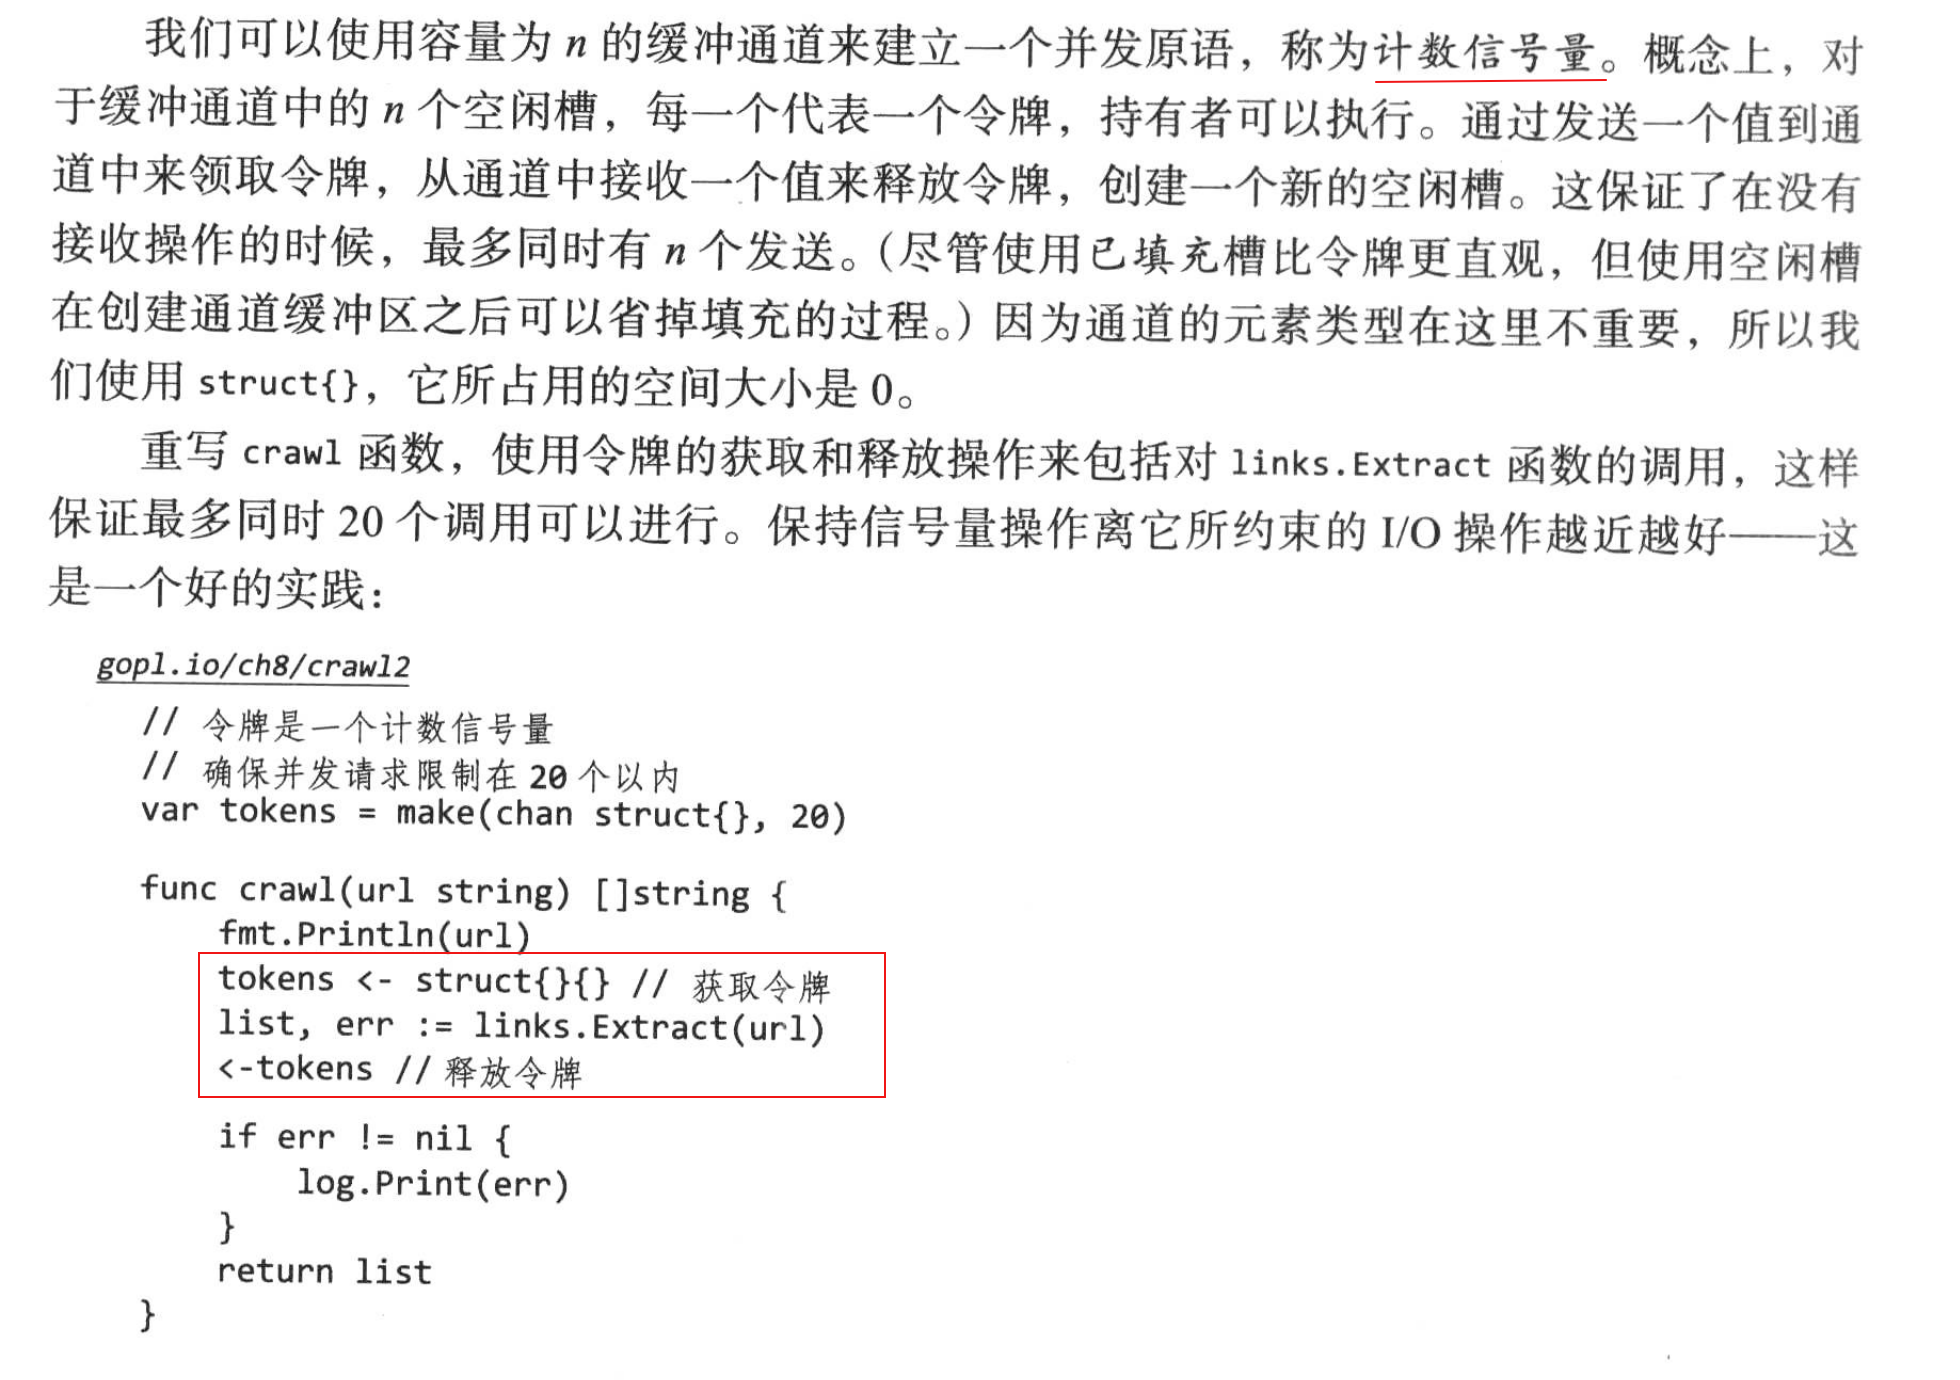 我们可以使用容量为 n 的缓冲通道来建立一个并发原语，称为计数信号量。概念上，对
于缓冲通道中的 n 个空闲槽，每一个代表一个令牌，持有者可以执行。通过发送一个值到通
道中来领取令牌，从通道中接收一个值来释放令牌，创建一个新的空闲槽。这保证了在没有
接收操作的时候，最多同时有 n 个发送。（尽管使用已填充槽比令牌更直观，但使用空闲槽
在创建通道缓冲区之后可以省掉填充的过程。）因为通道的元素类型在这里不重要，所以我
们使用 struct{}，它所占用的空间大小是 0。
重写 crawl 函数，使用令牌的获取和释放操作来包括对 links.Extract 函数的调用，这样
保证最多同时 20 个调用可以进行。保持信号量操作离它所约束的 I/O 操作越近越好——这
是一个好的实践：
gopl.io/ch8/crawl2
// 令牌是一个计数信号量
// 确保并发请求限制在 20 个以内
var tokens = make(chan struct{}, 20)
func crawl(url string) []string {
fmt.Println(url)
tokens <- struct{}{} // 获取令牌
list, err := links.Extract(url)
<-tokens // 释放令牌
if err != nil {
log.Print(err)
}
return list
}